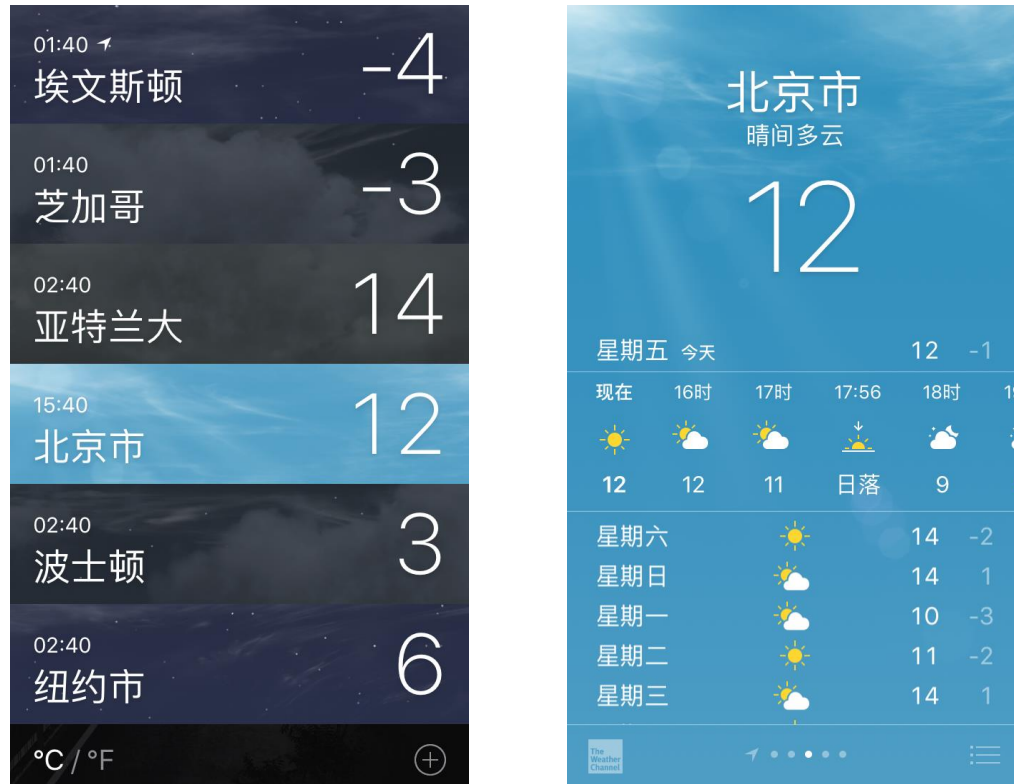 01:40
埃文斯顿
-4
01:40
芝加哥
-3
02:40
亚特兰大
14
15:40
北京市
12
02:40
波士顿
3
02:40
纽约市
6
°C / °F
北京市
晴间多云
12
星期五 今天 12 -1
现在 16时 17时 17:56 18时
12 12 11 日落 9
星期六 14 -2
星期日 14 1
星期一 10 -3
星期二 11 -2
星期三 14 1
The
Weather
Channel